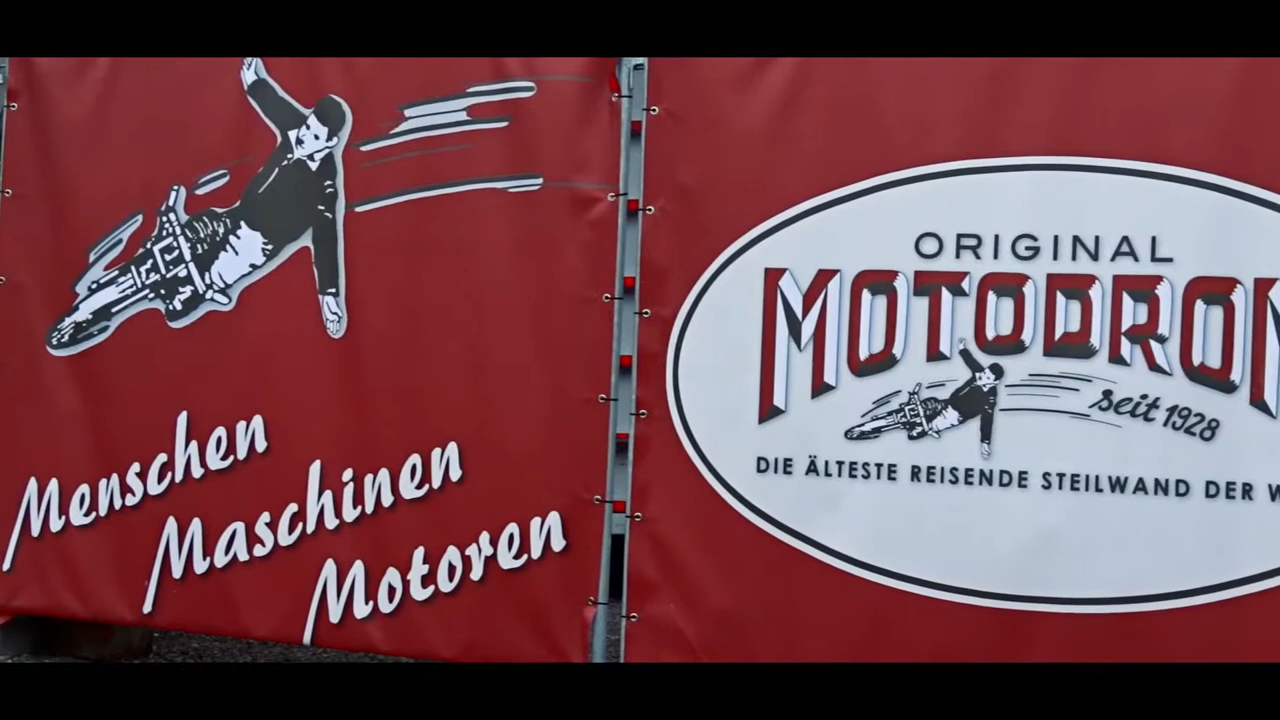 Menschen
Maschinen
Motoren
ORIGINAL
seit 1928
DIE ÄLTESTE REISENDE STEILWAND DER